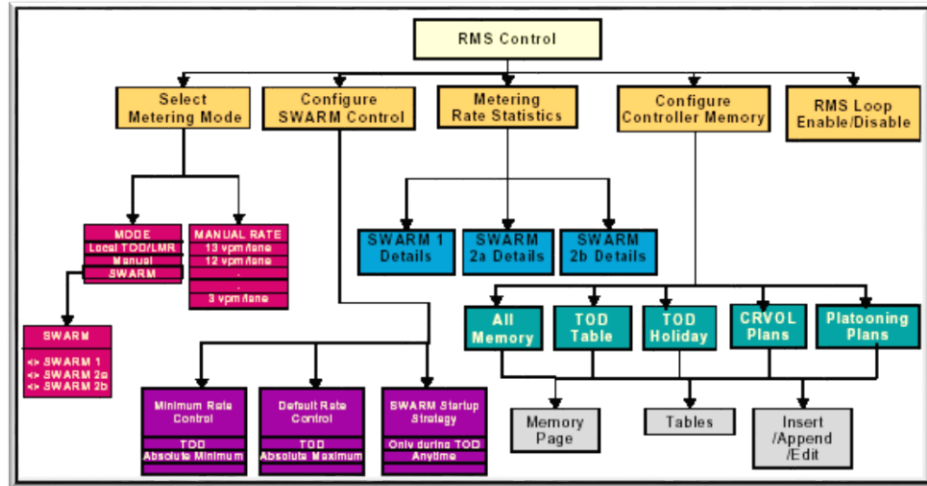 RMS Control
Select
Metering Mode
Configure
SWARM Control
Metering
Rate Statistics
Configure
Controller Memory
RMS Loop
Enable/Disable
MODE
Local TOD/LMR
Manual
SWARM
MANUAL RATE
13 vpm/lane
12 vpm/lane
.
.
3 vpm/lane
SWARM 1
Details
SWARM
2a Details
SWARM
2b Details
SWARM
<> SWARM 1
<> SWARM 2a
<> SWARM 2b
All
Memory
TOD
Table
TOD
Holiday
CRVOL
Plans
Platooning
Plans
Minimum Rate
Control
TOD
Absolute Minimum
Default Rate
Control
TOD
Absolute Maximum
SWARM Startup
Strategy
Only during TOD
Anytime
Memory
Page
Tables
Insert
/Append
/Edit